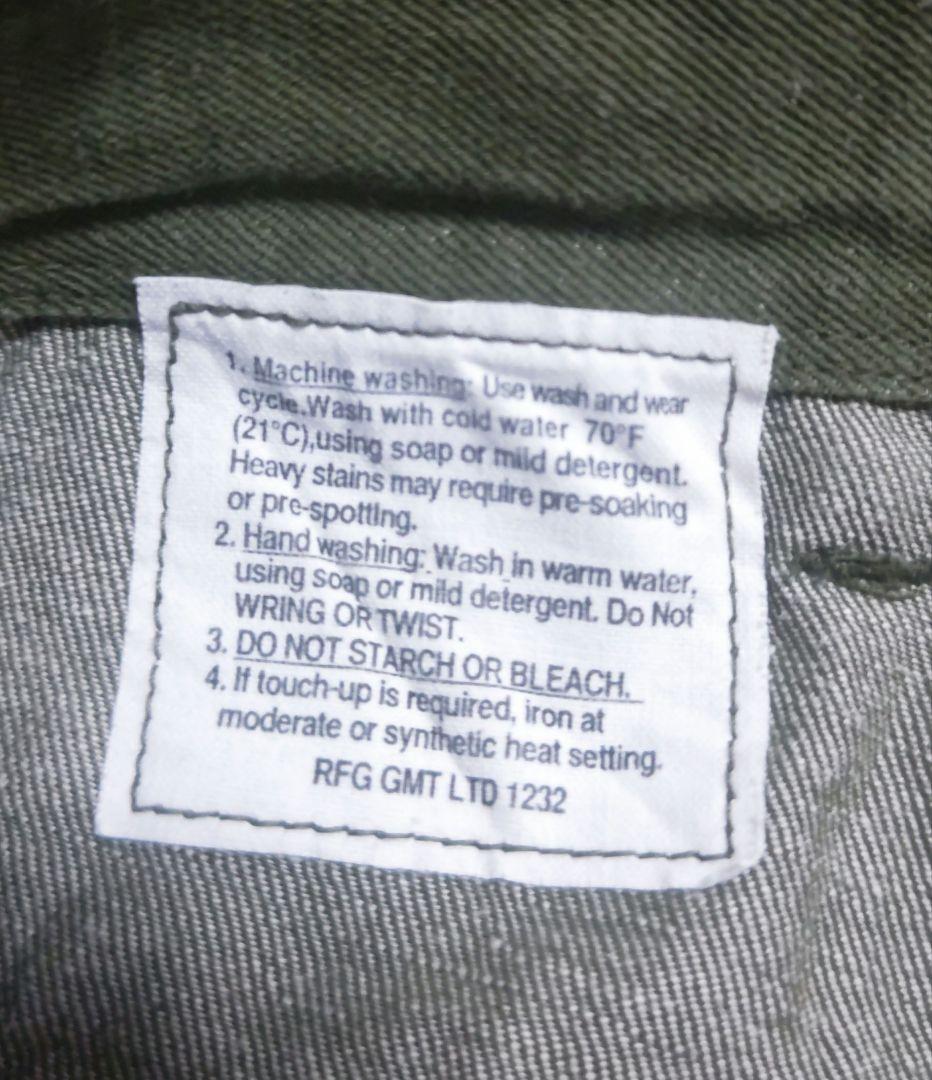 1. Machine washing: Use wash and wear
cycle.Wash with cold water 70°F
(21°C),using soap or mild detergent.
Heavy stains may require pre-soaking
or pre-spotting.
2. Hand washing: Wash in warm water,
using soap or mild detergent. Do Not
WRING OR TWIST.
3. DO NOT STARCH OR BLEACH.
4. If touch-up is required, iron at
moderate or synthetic heat setting.
RFG GMT LTD 1232